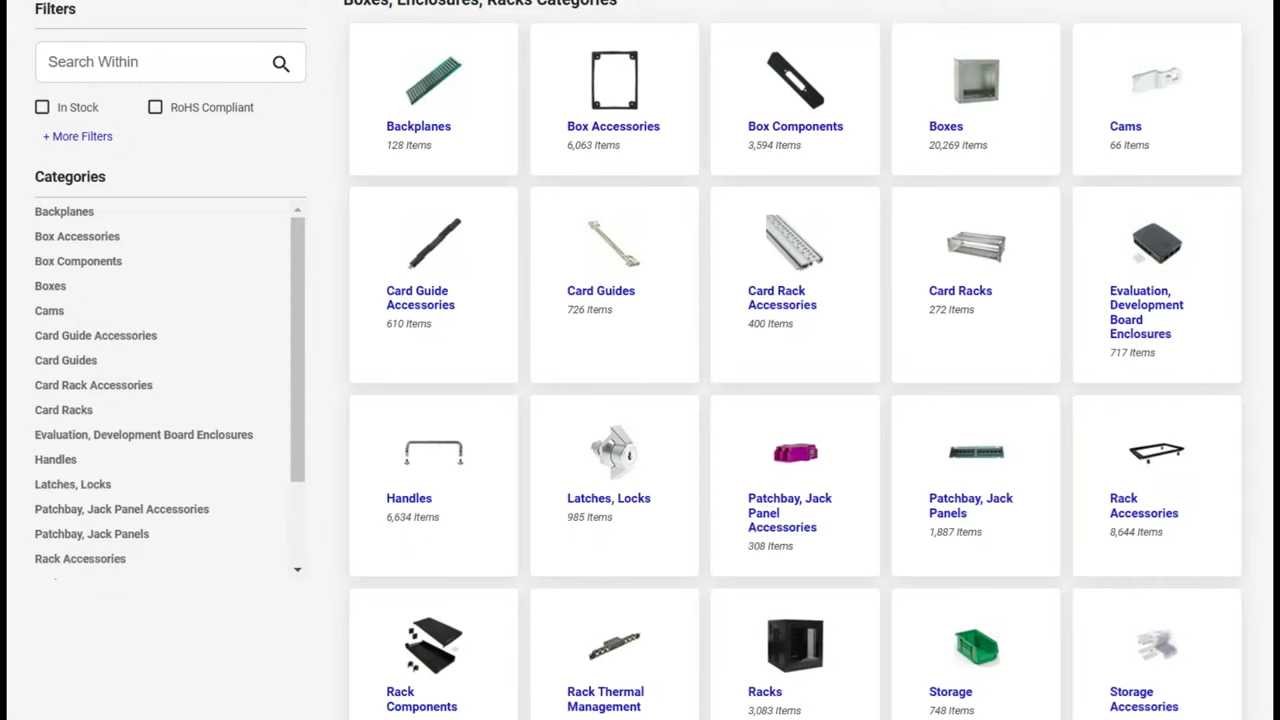 Boxes, Enclosures, Racks Categories
Filters
Search Within
In Stock
RoHS Compliant
+ More Filters
Categories
Backplanes
Box Accessories
Box Components
Boxes
Cams
Card Guide Accessories
Card Guides
Card Rack Accessories
Card Racks
Evaluation, Development Board Enclosures
Handles
Latches, Locks
Patchbay, Jack Panel Accessories
Patchbay, Jack Panels
Rack Accessories
Backplanes
128 Items
Box Accessories
6,063 Items
Box Components
3,594 Items
Boxes
20,269 Items
Cams
66 Items
Card Guide
Accessories
610 Items
Card Guides
726 Items
Card Rack
Accessories
400 Items
Card Racks
272 Items
Evaluation,
Development
Board
Enclosures
717 Items
Handles
6,634 Items
Latches, Locks
985 Items
Patchbay, Jack
Panel
Accessories
308 Items
Patchbay, Jack
Panels
1,887 Items
Rack
Accessories
8,644 Items
Rack
Components
Rack Thermal
Management
Racks
3,083 Items
Storage
748 Items
Storage
Accessories